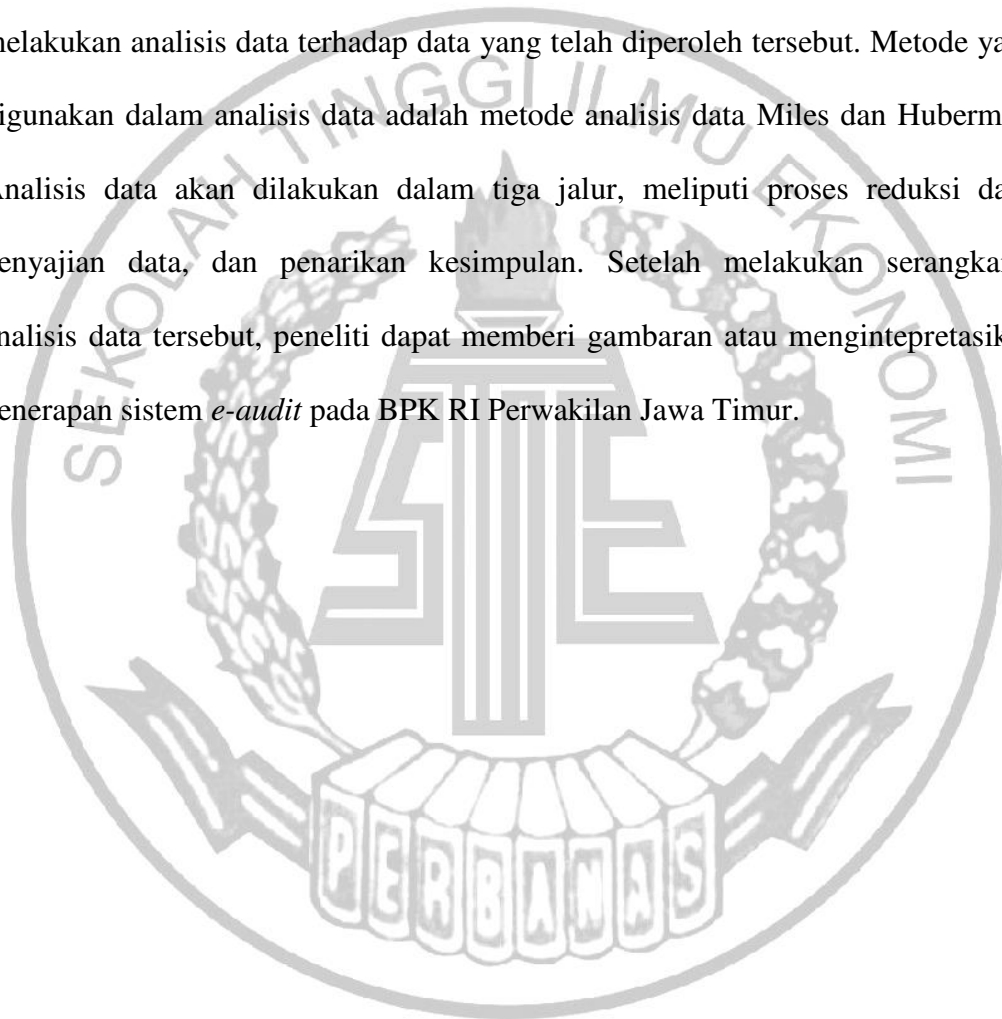 melakukan analisis data terhadap data yang telah diperoleh tersebut. Metode ya
igunakan dalam analisis data adalah metode analisis data Miles dan Huberm
Analisis data akan dilakukan dalam tiga jalur, meliputi proses reduksi da
enyajian data, dan penarikan kesimpulan. Setelah melakukan serangka
nalisis data tersebut, peneliti dapat memberi gambaran atau mengintepretasik
enerapan sistem e-audit pada BPK RI Perwakilan Jawa Timur.
SEKOLAH TINGGI ILMU EKONOMI
STIE
PERBANAS